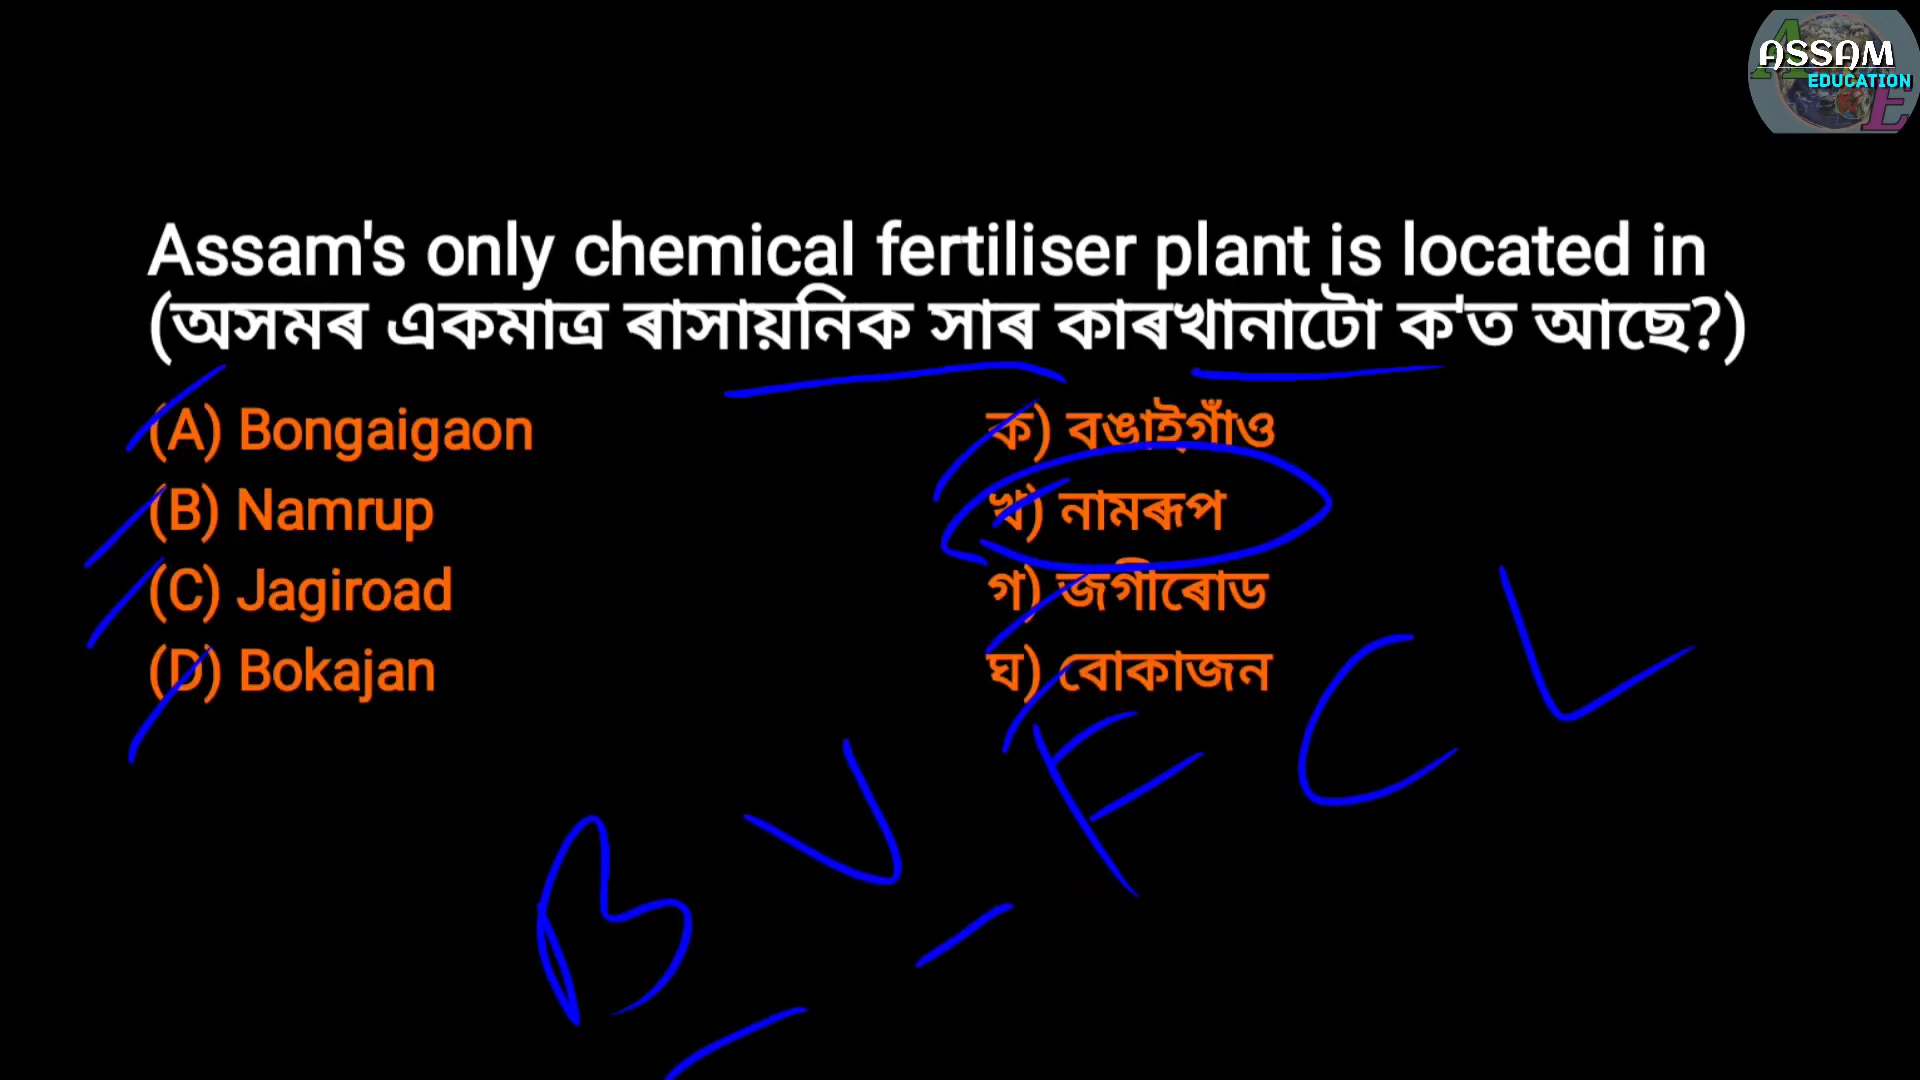 ASSAM
EDUCATION
Assam's only chemical fertiliser plant is located in
(অসমৰ একমাত্ৰ ৰাসায়নিক সাৰ কাৰখানাটো ক'ত আছে?)
(A) Bongaigaon
ক) বঙাইগাঁও
(B) Namrup
খ) নামৰূপ
(C) Jagiroad
গ) জগীৰোড
(D) Bokajan
ঘ) বোকাজন
BVFCL